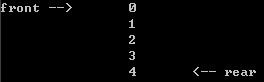 front --> 0
1
2
3
4 <-- rear